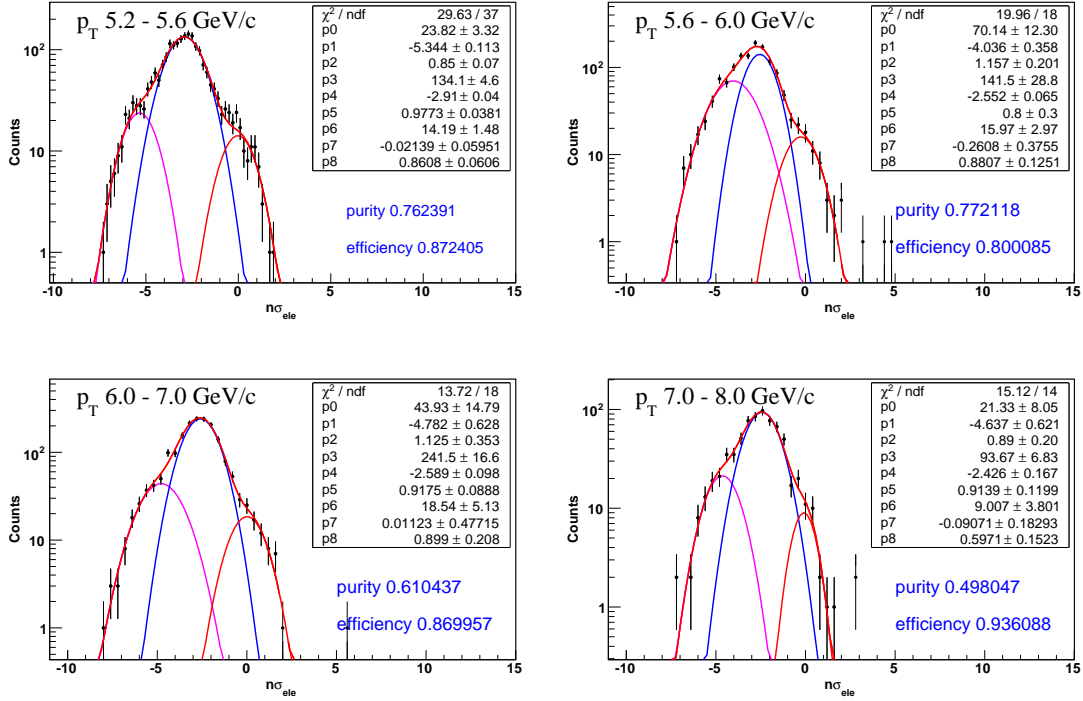 p_T 5.2 - 5.6 GeV/c
χ² / ndf 29.63 / 37
p0 23.82 ± 3.32
p1 -5.344 ± 0.113
p2 0.85 ± 0.07
p3 134.1 ± 4.6
p4 -2.91 ± 0.04
p5 0.9773 ± 0.0381
p6 14.19 ± 1.48
p7 -0.02139 ± 0.05951
p8 0.8608 ± 0.0606
purity 0.762391
efficiency 0.872405
Counts
10²
10
1
-10 -5 0 5 10 15
nσ_ele
p_T 5.6 - 6.0 GeV/c
χ² / ndf 19.96 / 18
p0 70.14 ± 12.30
p1 -4.036 ± 0.358
p2 1.157 ± 0.201
p3 141.5 ± 28.8
p4 -2.552 ± 0.065
p5 0.8 ± 0.3
p6 15.97 ± 2.97
p7 -0.2608 ± 0.3755
p8 0.8807 ± 0.1251
purity 0.772118
efficiency 0.800085
Counts
10²
10
1
-10 -5 0 5 10 15
nσ_ele
p_T 6.0 - 7.0 GeV/c
χ² / ndf 13.72 / 18
p0 43.93 ± 14.79
p1 -4.782 ± 0.628
p2 1.125 ± 0.353
p3 241.5 ± 16.6
p4 -2.589 ± 0.098
p5 0.9175 ± 0.0888
p6 18.54 ± 5.13
p7 0.01123 ± 0.47715
p8 0.899 ± 0.208
purity 0.610437
efficiency 0.869957
Counts
10²
10
1
-10 -5 0 5 10 15
nσ_ele
p_T 7.0 - 8.0 GeV/c
χ² / ndf 15.12 / 14
p0 21.33 ± 8.05
p1 -4.637 ± 0.621
p2 0.89 ± 0.20
p3 93.67 ± 6.83
p4 -2.426 ± 0.167
p5 0.9139 ± 0.1199
p6 9.007 ± 3.801
p7 -0.09071 ± 0.18293
p8 0.5971 ± 0.1523
purity 0.498047
efficiency 0.936088
Counts
10²
10
1
-10 -5 0 5 10 15
nσ_ele